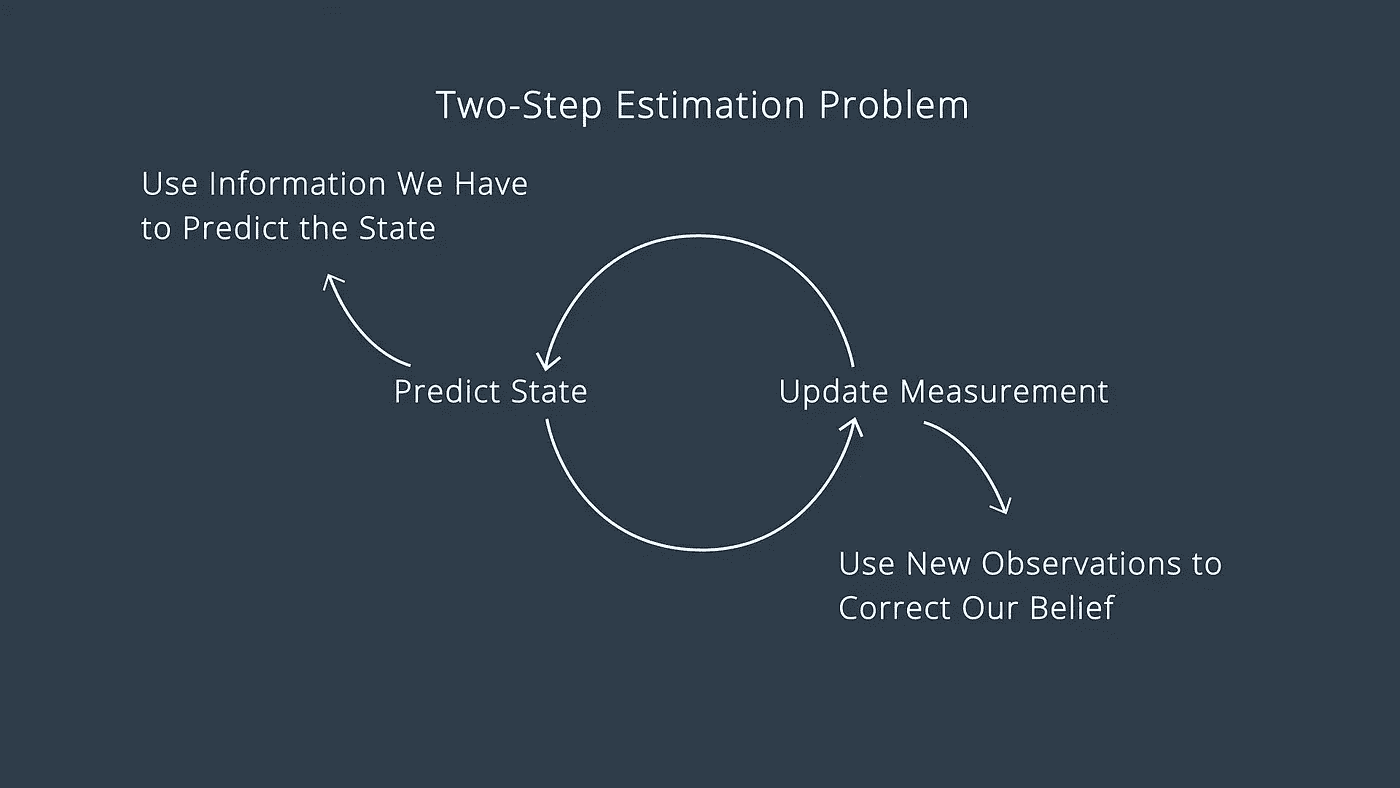 Two-Step Estimation Problem
Use Information We Have
to Predict the State
Predict State
Update Measurement
Use New Observations to
Correct Our Belief